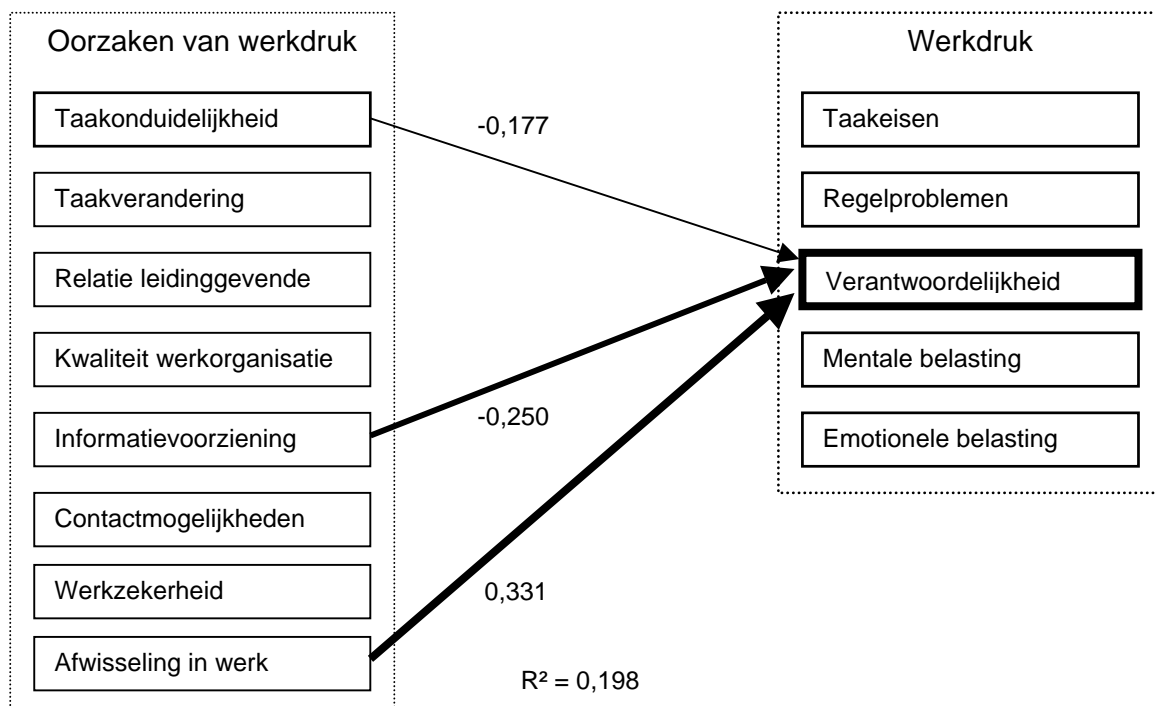 Oorzaken van werkdruk
Taakonduidelijkheid
Taakverandering
Relatie leidinggevende
Kwaliteit werkorganisatie
Informatievoorziening
Contactmogelijkheden
Werkzekerheid
Afwisseling in werk
-0,177
-0,250
0,331
R² = 0,198
Werkdruk
Taakeisen
Regelproblemen
Verantwoordelijkheid
Mentale belasting
Emotionele belasting